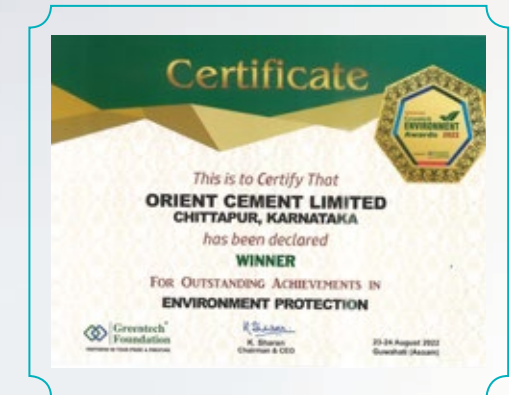 Certificate
Greentech
ENVIRONMENT
Awards 2022
This is to Certify That
ORIENT CEMENT LIMITED
CHITTAPUR, KARNATAKA
has been declared
WINNER
FOR OUTSTANDING ACHIEVEMENTS IN
ENVIRONMENT PROTECTION
Greentech
Foundation
K. Sharan
Chairman & CEO
23-24 August 2022
Guwahati (Assam)